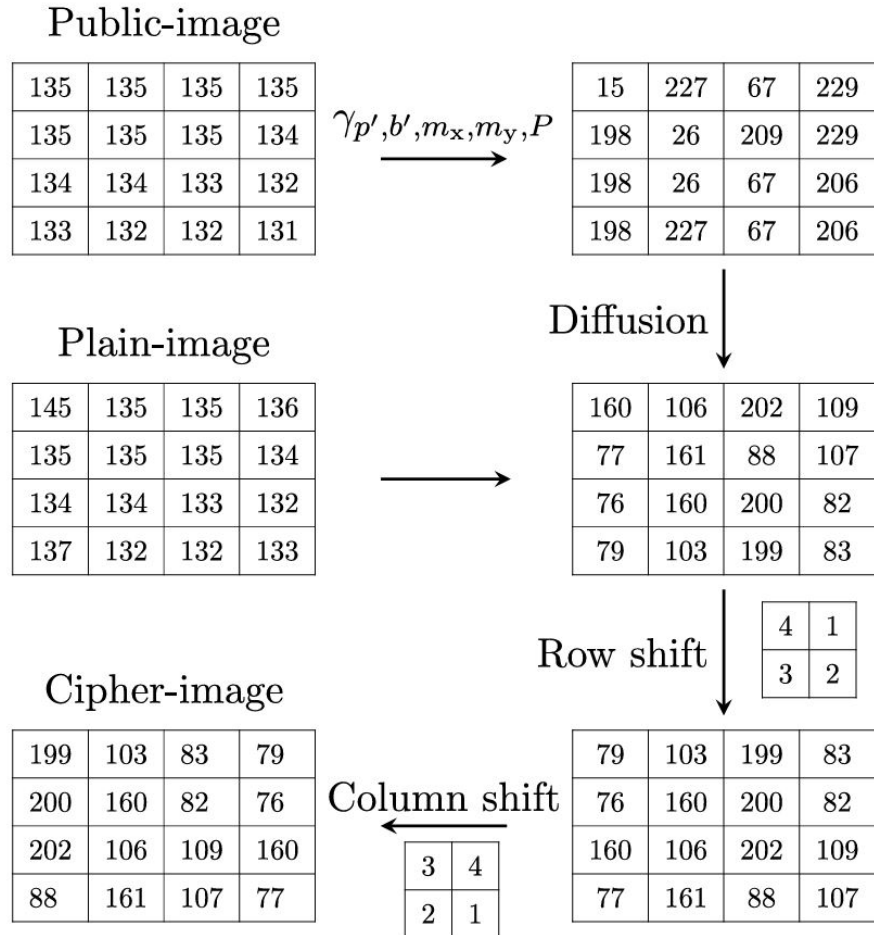 Public-image
135 135 135 135
135 135 135 134
134 134 133 132
133 132 132 131
γp′,b′,mx,my,P
15 227 67 229
198 26 209 229
198 26 67 206
198 227 67 206
Diffusion
Plain-image
145 135 135 136
135 135 135 134
134 134 133 132
137 132 132 133
160 106 202 109
77 161 88 107
76 160 200 82
79 103 199 83
Row shift
4 1
3 2
Cipher-image
199 103 83 79
200 160 82 76
202 106 109 160
88 161 107 77
Column shift
3 4
2 1
79 103 199 83
76 160 200 82
160 106 202 109
77 161 88 107